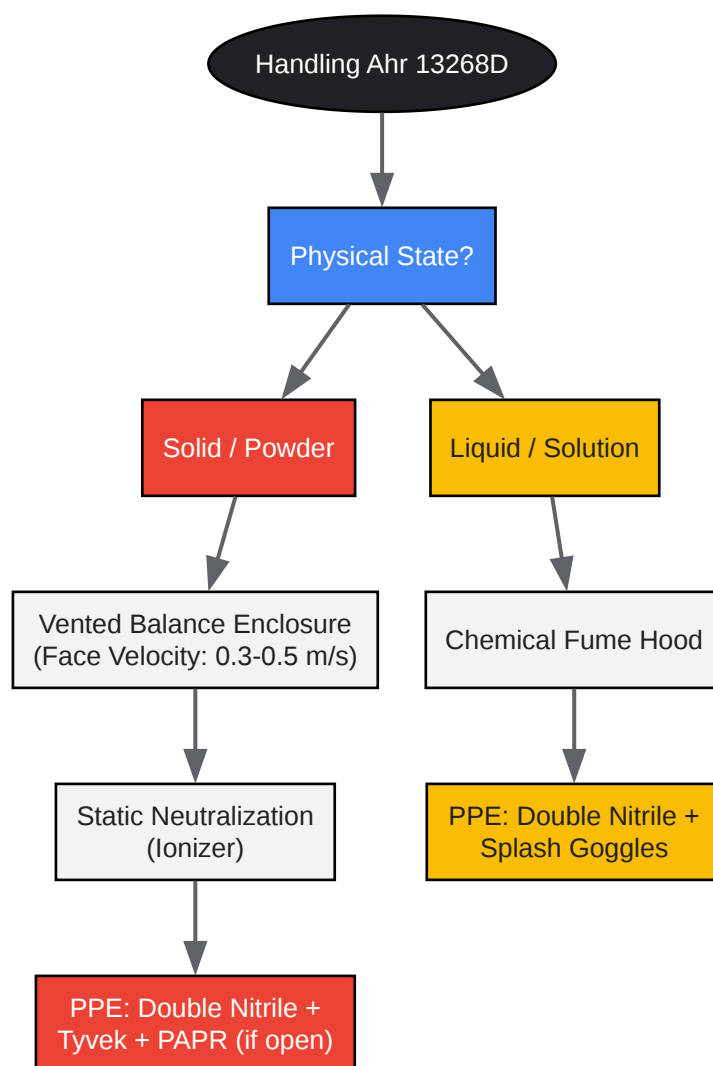 Handling Ahr 13268D
Physical State?
Solid / Powder
Liquid / Solution
Vented Balance Enclosure
(Face Velocity: 0.3-0.5 m/s)
Chemical Fume Hood
Static Neutralization
(Ionizer)
PPE: Double Nitrile +
Splash Goggles
PPE: Double Nitrile +
Tyvek + PAPR (if open)